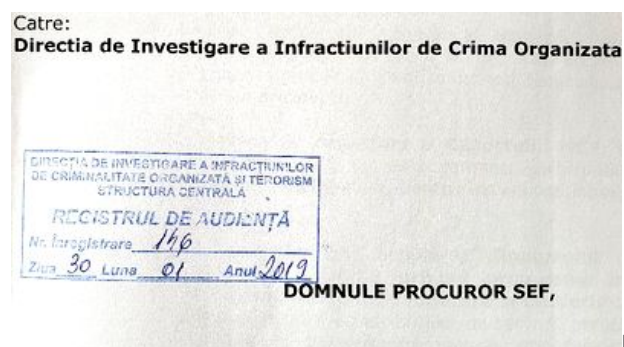 Catre:
Directia de Investigare a Infractiunilor de Crima Organizata
DIRECȚIA DE INVESTIGARE A INFRACȚIUNILOR
DE CRIMINALITATE ORGANIZATĂ ȘI TERORISM
STRUCTURA CENTRALĂ
REGISTRUL DE AUDIENȚĂ
Nr. înregistrare 146
Ziua 30 Luna 01 Anul 2019
DOMNULE PROCUROR SEF,